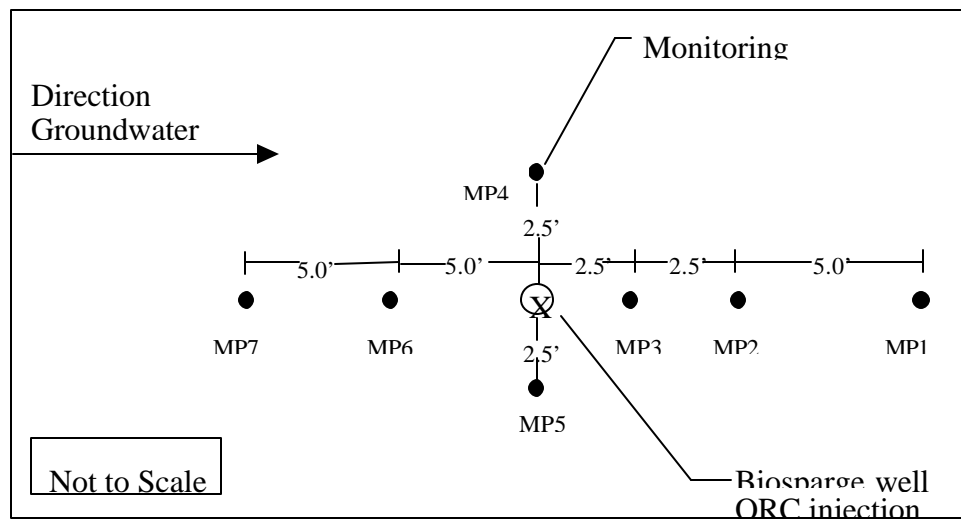 Monitoring
Direction
Groundwater
MP4
2.5’
5.0’
5.0’
2.5’
2.5’
5.0’
X
MP7
MP6
2.5’
MP3
MP2
MP1
MP5
Not to Scale
Biosparge well
ORC injection